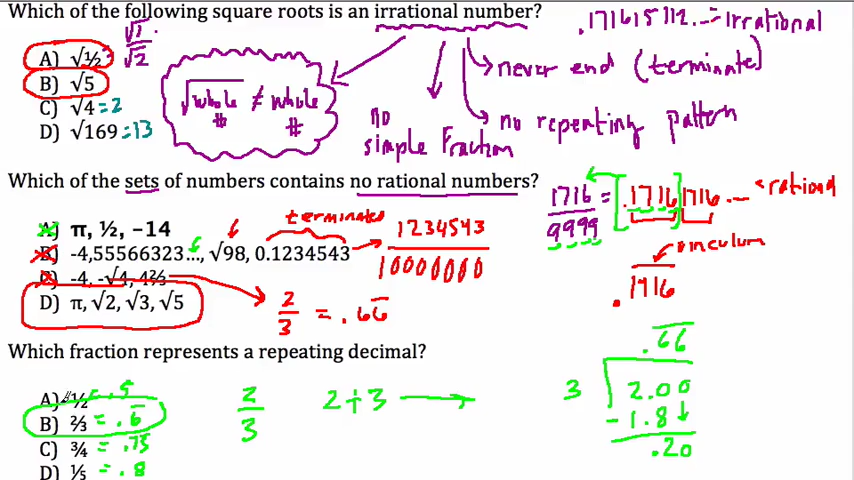 Which of the following square roots is an irrational number?
.171615112.. = Irrational
√1
√2
A) √½
B) √5
C) √4 = 2
D) √169 = 13
√whole # ≠ whole #
never end (terminate)
no simple Fraction
no repeating pattern
Which of the sets of numbers contains no rational numbers?
A) π, ½, −14
B) -4,55566323..., √98, 0.1234543
C) -4, -√4, 4⅔
D) π, √2, √3, √5
terminates
1234543
10000000
2/3 = .66
1716/9999 = [.1716]1716... rational
vinculum
.1716
Which fraction represents a repeating decimal?
A) ½ = .5
B) ⅔ = .6
C) ¾ = .75
D) ⅕ = .8
2/3
2÷3
.66
3 2.00
- 1.8
.20